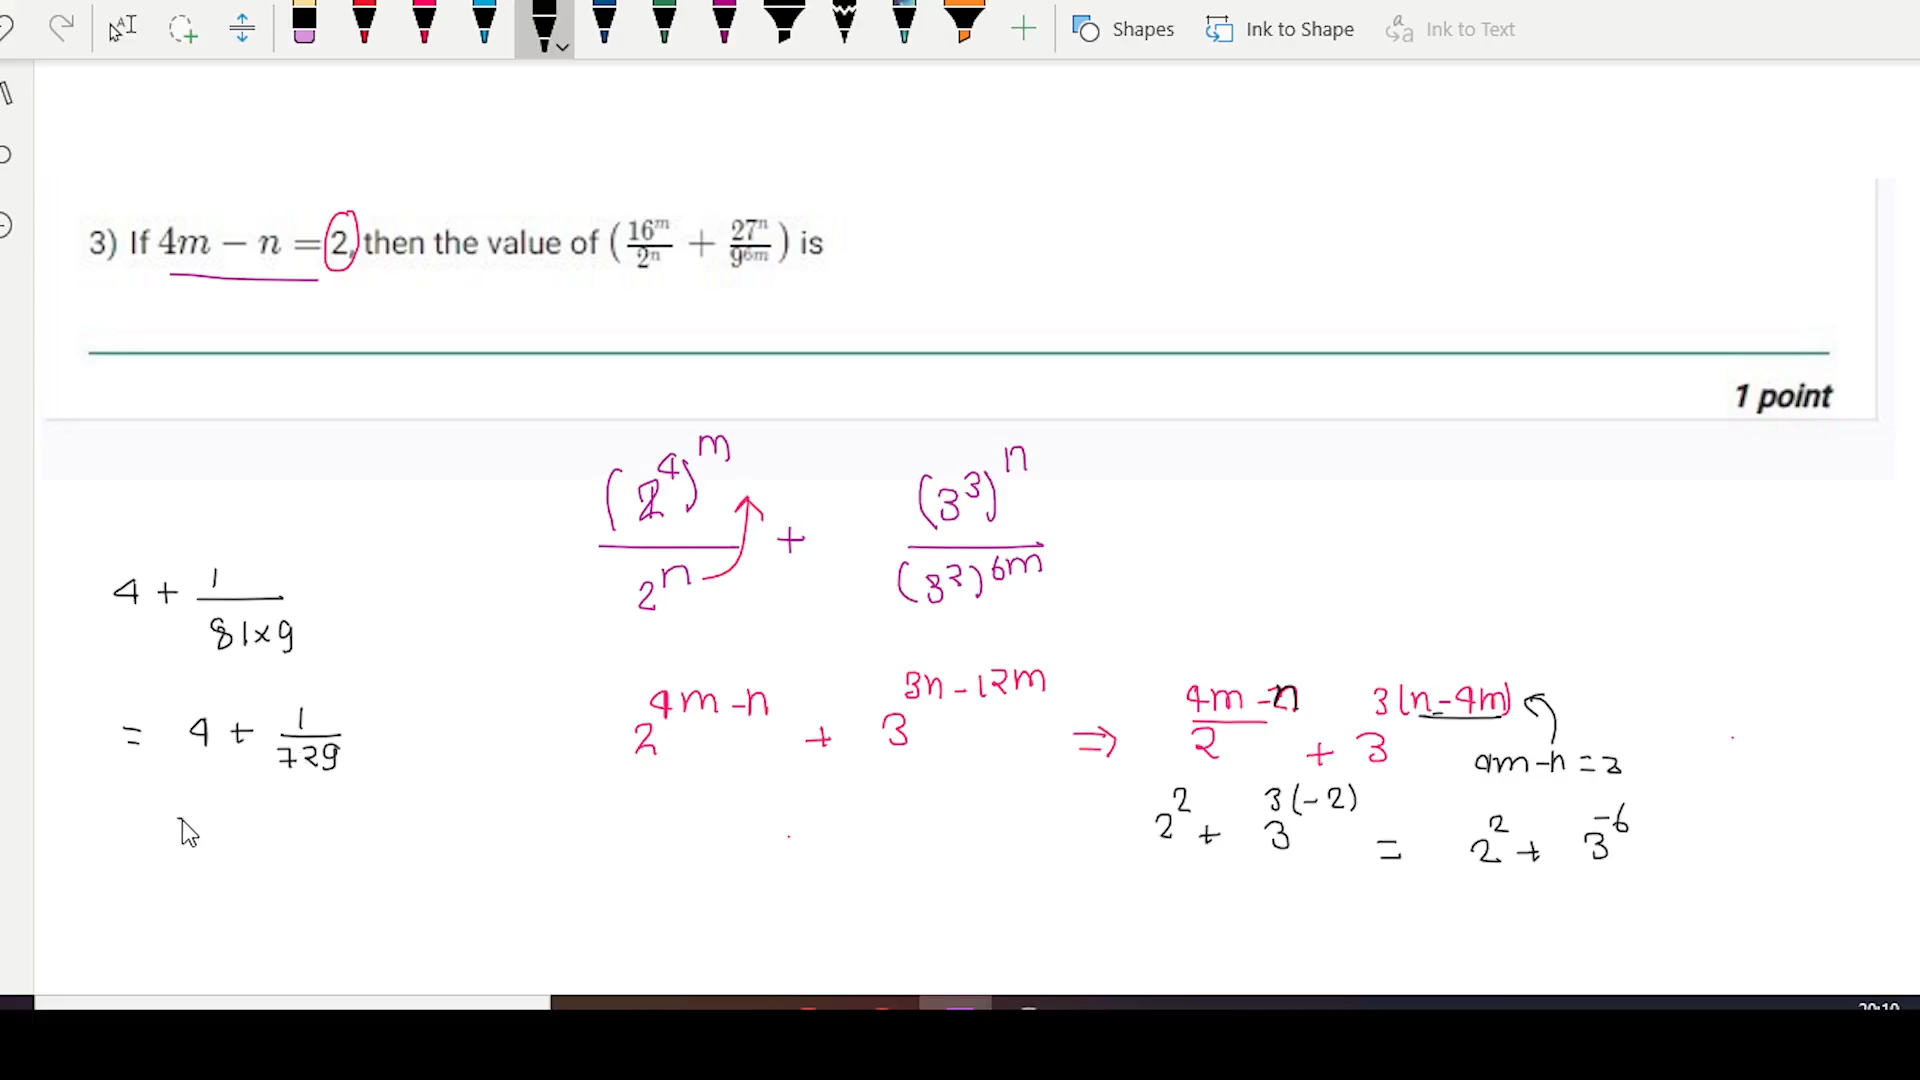 Shapes Ink to Shape Ink to Text
3) If 4m − n = 2, then the value of (16^m/2^n + 27^n/9^6m) is
1 point
(2^4)^m/2^n + (3^3)^n/(3^2)^6m
4 + 1/81×9
= 4 + 1/729
2^4m-n + 3^3n-12m ⇒ 2^4m-n + 3^3(n-4m)
4m-n = 2
2^2 + 3^3(-2) = 2^2 + 3^-6